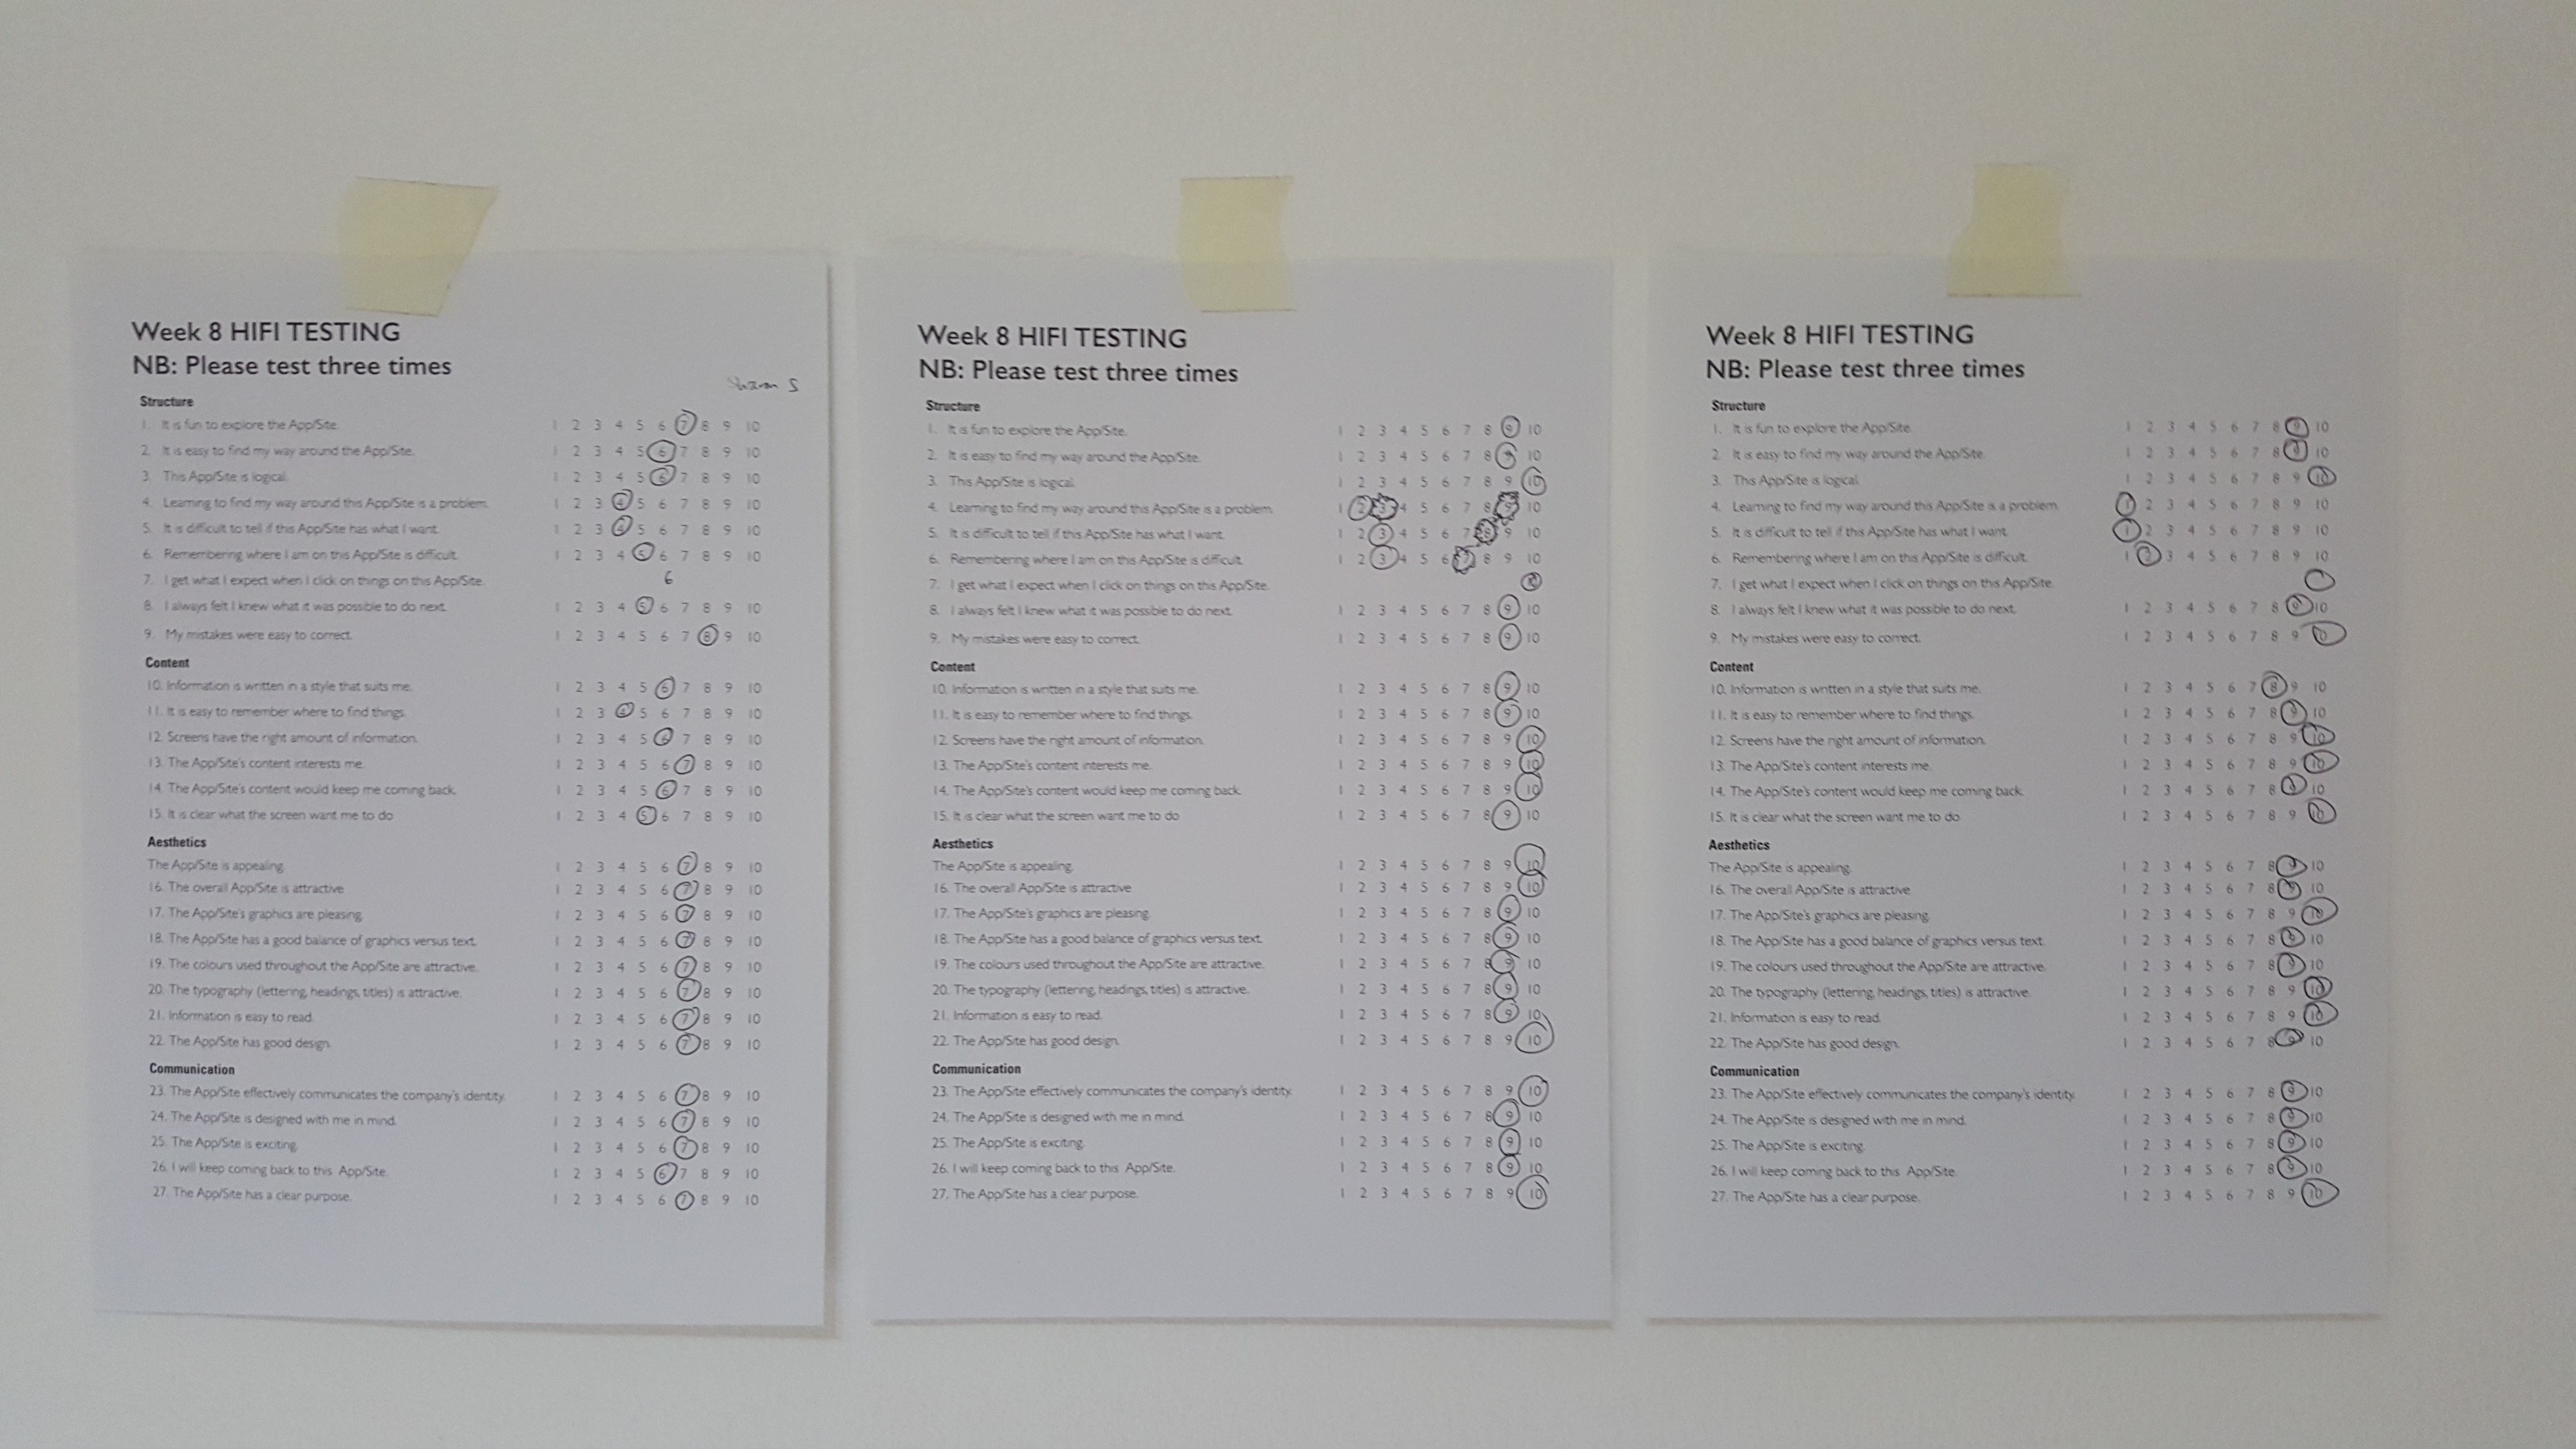 Week 8 HIFI TESTING
NB: Please test three times
Sharon S
Structure
1. It is fun to explore the App/Site. 1 2 3 4 5 6 7 8 9 10
2. It is easy to find my way around the App/Site. 1 2 3 4 5 6 7 8 9 10
3. This App/Site is logical. 1 2 3 4 5 6 7 8 9 10
4. Learning to find my way around this App/Site is a problem. 1 2 3 4 5 6 7 8 9 10
5. It is difficult to tell if this App/Site has what I want. 1 2 3 4 5 6 7 8 9 10
6. Remembering where I am on this App/Site is difficult. 1 2 3 4 5 6 7 8 9 10
7. I get what I expect when I click on things on this App/Site. 6
8. I always felt I knew what it was possible to do next. 1 2 3 4 5 6 7 8 9 10
9. My mistakes were easy to correct. 1 2 3 4 5 6 7 8 9 10
Content
10. Information is written in a style that suits me. 1 2 3 4 5 6 7 8 9 10
11. It is easy to remember where to find things. 1 2 3 4 5 6 7 8 9 10
12. Screens have the right amount of information. 1 2 3 4 5 6 7 8 9 10
13. The App/Site's content interests me. 1 2 3 4 5 6 7 8 9 10
14. The App/Site's content would keep me coming back. 1 2 3 4 5 6 7 8 9 10
15. It is clear what the screen want me to do 1 2 3 4 5 6 7 8 9 10
Aesthetics
The App/Site is appealing. 1 2 3 4 5 6 7 8 9 10
16. The overall App/Site is attractive 1 2 3 4 5 6 7 8 9 10
17. The App/Site's graphics are pleasing. 1 2 3 4 5 6 7 8 9 10
18. The App/Site has a good balance of graphics versus text. 1 2 3 4 5 6 7 8 9 10
19. The colours used throughout the App/Site are attractive. 1 2 3 4 5 6 7 8 9 10
20. The typography (lettering, headings, titles) is attractive. 1 2 3 4 5 6 7 8 9 10
21. Information is easy to read. 1 2 3 4 5 6 7 8 9 10
22. The App/Site has good design. 1 2 3 4 5 6 7 8 9 10
Communication
23. The App/Site effectively communicates the company's identity. 1 2 3 4 5 6 7 8 9 10
24. The App/Site is designed with me in mind. 1 2 3 4 5 6 7 8 9 10
25. The App/Site is exciting. 1 2 3 4 5 6 7 8 9 10
26. I will keep coming back to this App/Site. 1 2 3 4 5 6 7 8 9 10
27. The App/Site has a clear purpose. 1 2 3 4 5 6 7 8 9 10
Week 8 HIFI TESTING
NB: Please test three times
Structure
1. It is fun to explore the App/Site. 1 2 3 4 5 6 7 8 9 10
2. It is easy to find my way around the App/Site. 1 2 3 4 5 6 7 8 9 10
3. This App/Site is logical. 1 2 3 4 5 6 7 8 9 10
4. Learning to find my way around this App/Site is a problem. 1 2 3 4 5 6 7 8 9 10
5. It is difficult to tell if this App/Site has what I want. 1 2 3 4 5 6 7 8 9 10
6. Remembering where I am on this App/Site is difficult. 1 2 3 4 5 6 7 8 9 10
7. I get what I expect when I click on things on this App/Site.
8. I always felt I knew what it was possible to do next. 1 2 3 4 5 6 7 8 9 10
9. My mistakes were easy to correct. 1 2 3 4 5 6 7 8 9 10
Content
10. Information is written in a style that suits me. 1 2 3 4 5 6 7 8 9 10
11. It is easy to remember where to find things. 1 2 3 4 5 6 7 8 9 10
12. Screens have the right amount of information. 1 2 3 4 5 6 7 8 9 10
13. The App/Site's content interests me. 1 2 3 4 5 6 7 8 9 10
14. The App/Site's content would keep me coming back. 1 2 3 4 5 6 7 8 9 10
15. It is clear what the screen want me to do 1 2 3 4 5 6 7 8 9 10
Aesthetics
The App/Site is appealing. 1 2 3 4 5 6 7 8 9 10
16. The overall App/Site is attractive 1 2 3 4 5 6 7 8 9 10
17. The App/Site's graphics are pleasing. 1 2 3 4 5 6 7 8 9 10
18. The App/Site has a good balance of graphics versus text. 1 2 3 4 5 6 7 8 9 10
19. The colours used throughout the App/Site are attractive. 1 2 3 4 5 6 7 8 9 10
20. The typography (lettering, headings, titles) is attractive. 1 2 3 4 5 6 7 8 9 10
21. Information is easy to read. 1 2 3 4 5 6 7 8 9 10
22. The App/Site has good design. 1 2 3 4 5 6 7 8 9 10
Communication
23. The App/Site effectively communicates the company's identity. 1 2 3 4 5 6 7 8 9 10
24. The App/Site is designed with me in mind. 1 2 3 4 5 6 7 8 9 10
25. The App/Site is exciting. 1 2 3 4 5 6 7 8 9 10
26. I will keep coming back to this App/Site. 1 2 3 4 5 6 7 8 9 10
27. The App/Site has a clear purpose. 1 2 3 4 5 6 7 8 9 10
Week 8 HIFI TESTING
NB: Please test three times
Structure
1. It is fun to explore the App/Site. 1 2 3 4 5 6 7 8 9 10
2. It is easy to find my way around the App/Site. 1 2 3 4 5 6 7 8 9 10
3. This App/Site is logical. 1 2 3 4 5 6 7 8 9 10
4. Learning to find my way around this App/Site is a problem. 1 2 3 4 5 6 7 8 9 10
5. It is difficult to tell if this App/Site has what I want. 1 2 3 4 5 6 7 8 9 10
6. Remembering where I am on this App/Site is difficult. 1 2 3 4 5 6 7 8 9 10
7. I get what I expect when I click on things on this App/Site.
8. I always felt I knew what it was possible to do next. 1 2 3 4 5 6 7 8 9 10
9. My mistakes were easy to correct. 1 2 3 4 5 6 7 8 9 10
Content
10. Information is written in a style that suits me. 1 2 3 4 5 6 7 8 9 10
11. It is easy to remember where to find things. 1 2 3 4 5 6 7 8 9 10
12. Screens have the right amount of information. 1 2 3 4 5 6 7 8 9 10
13. The App/Site's content interests me. 1 2 3 4 5 6 7 8 9 10
14. The App/Site's content would keep me coming back. 1 2 3 4 5 6 7 8 9 10
15. It is clear what the screen want me to do 1 2 3 4 5 6 7 8 9 10
Aesthetics
The App/Site is appealing. 1 2 3 4 5 6 7 8 9 10
16. The overall App/Site is attractive 1 2 3 4 5 6 7 8 9 10
17. The App/Site's graphics are pleasing. 1 2 3 4 5 6 7 8 9 10
18. The App/Site has a good balance of graphics versus text. 1 2 3 4 5 6 7 8 9 10
19. The colours used throughout the App/Site are attractive. 1 2 3 4 5 6 7 8 9 10
20. The typography (lettering, headings, titles) is attractive. 1 2 3 4 5 6 7 8 9 10
21. Information is easy to read. 1 2 3 4 5 6 7 8 9 10
22. The App/Site has good design. 1 2 3 4 5 6 7 8 9 10
Communication
23. The App/Site effectively communicates the company's identity. 1 2 3 4 5 6 7 8 9 10
24. The App/Site is designed with me in mind. 1 2 3 4 5 6 7 8 9 10
25. The App/Site is exciting. 1 2 3 4 5 6 7 8 9 10
26. I will keep coming back to this App/Site. 1 2 3 4 5 6 7 8 9 10
27. The App/Site has a clear purpose. 1 2 3 4 5 6 7 8 9 10